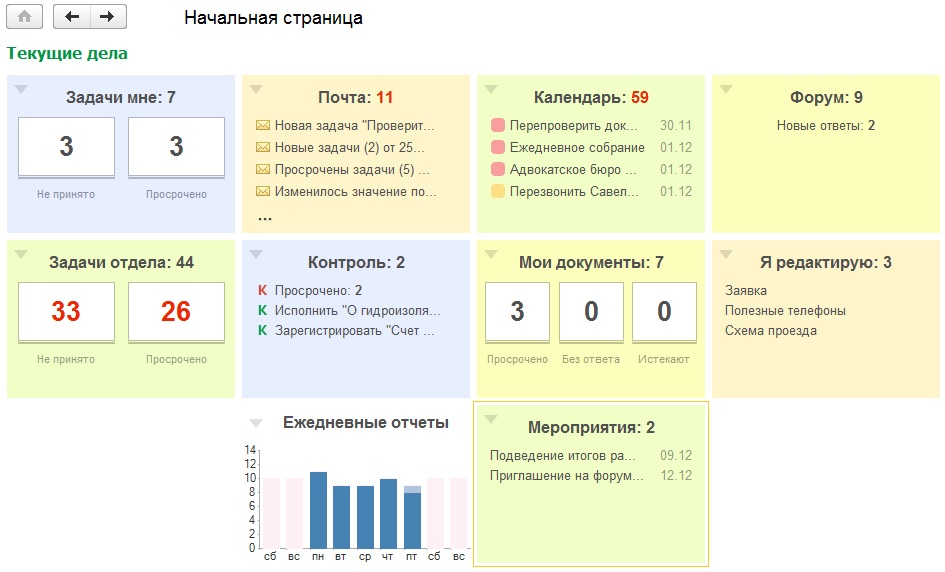 Начальная страница
Текущие дела
Задачи мне: 7
3 3
Не принято Просрочено
Почта: 11
Новая задача "Проверит...
Новые задачи (2) от 25...
Просрочены задачи (5) ...
Изменилось значение по...
...
Календарь: 59
Перепроверить док... 30.11
Ежедневное собрание 01.12
Адвокатское бюро ... 01.12
Перезвонить Савел... 01.12
Форум: 9
Новые ответы: 2
Задачи отдела: 44
33 26
Не принято Просрочено
Контроль: 2
К Просрочено: 2
К Исполнить "О гидроизоля...
К Зарегистрировать "Счет ...
Мои документы: 7
3 0 0
Просрочено Без ответа Истекают
Я редактирую: 3
Заявка
Полезные телефоны
Схема проезда
Ежедневные отчеты
14
12
10
8
6
4
2
0
сб вс пн вт ср чт пт сб вс
Мероприятия: 2
Подведение итогов ра... 09.12
Приглашение на форум... 12.12